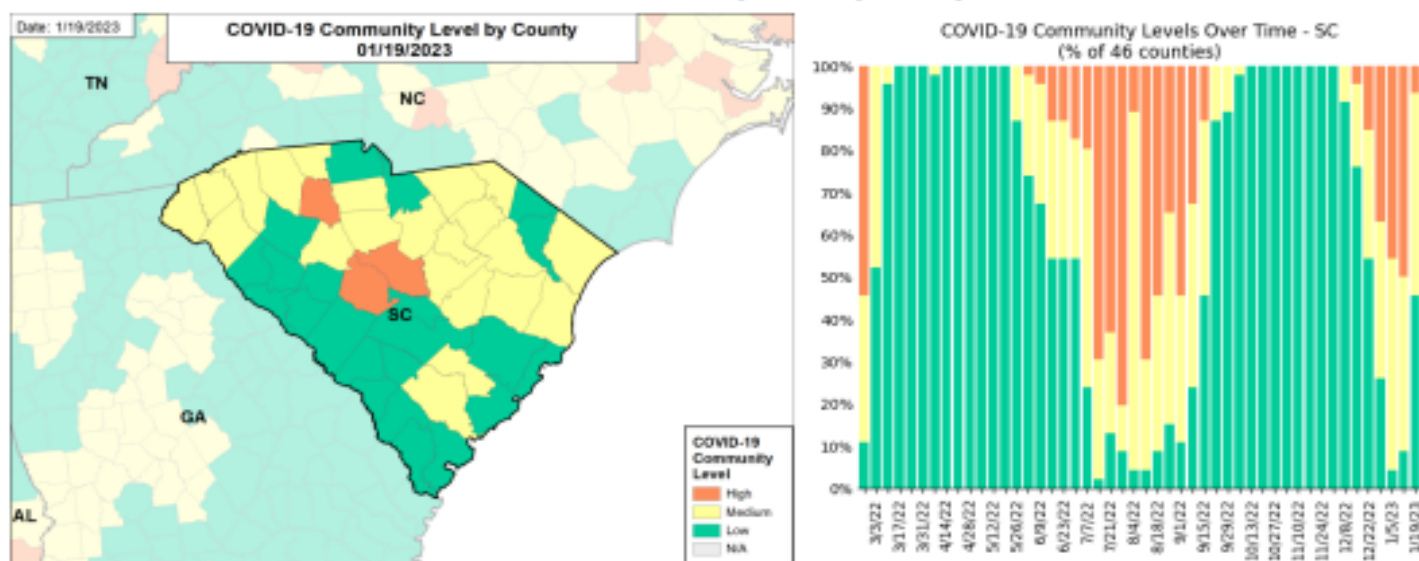 Date: 1/19/2023
COVID-19 Community Level by County
01/19/2023
TN
NC
SC
GA
AL
COVID-19
Community
Level
High
Medium
Low
N/A
COVID-19 Community Levels Over Time - SC
(% of 46 counties)
100%
90%
80%
70%
60%
50%
40%
30%
20%
10%
0%
3/3/22
3/17/22
3/31/22
4/14/22
4/28/22
5/12/22
5/26/22
6/9/22
6/23/22
7/7/22
7/21/22
8/4/22
8/18/22
9/1/22
9/15/22
9/29/22
10/13/22
10/27/22
11/10/22
11/24/22
12/8/22
12/22/22
1/5/23
1/19/23